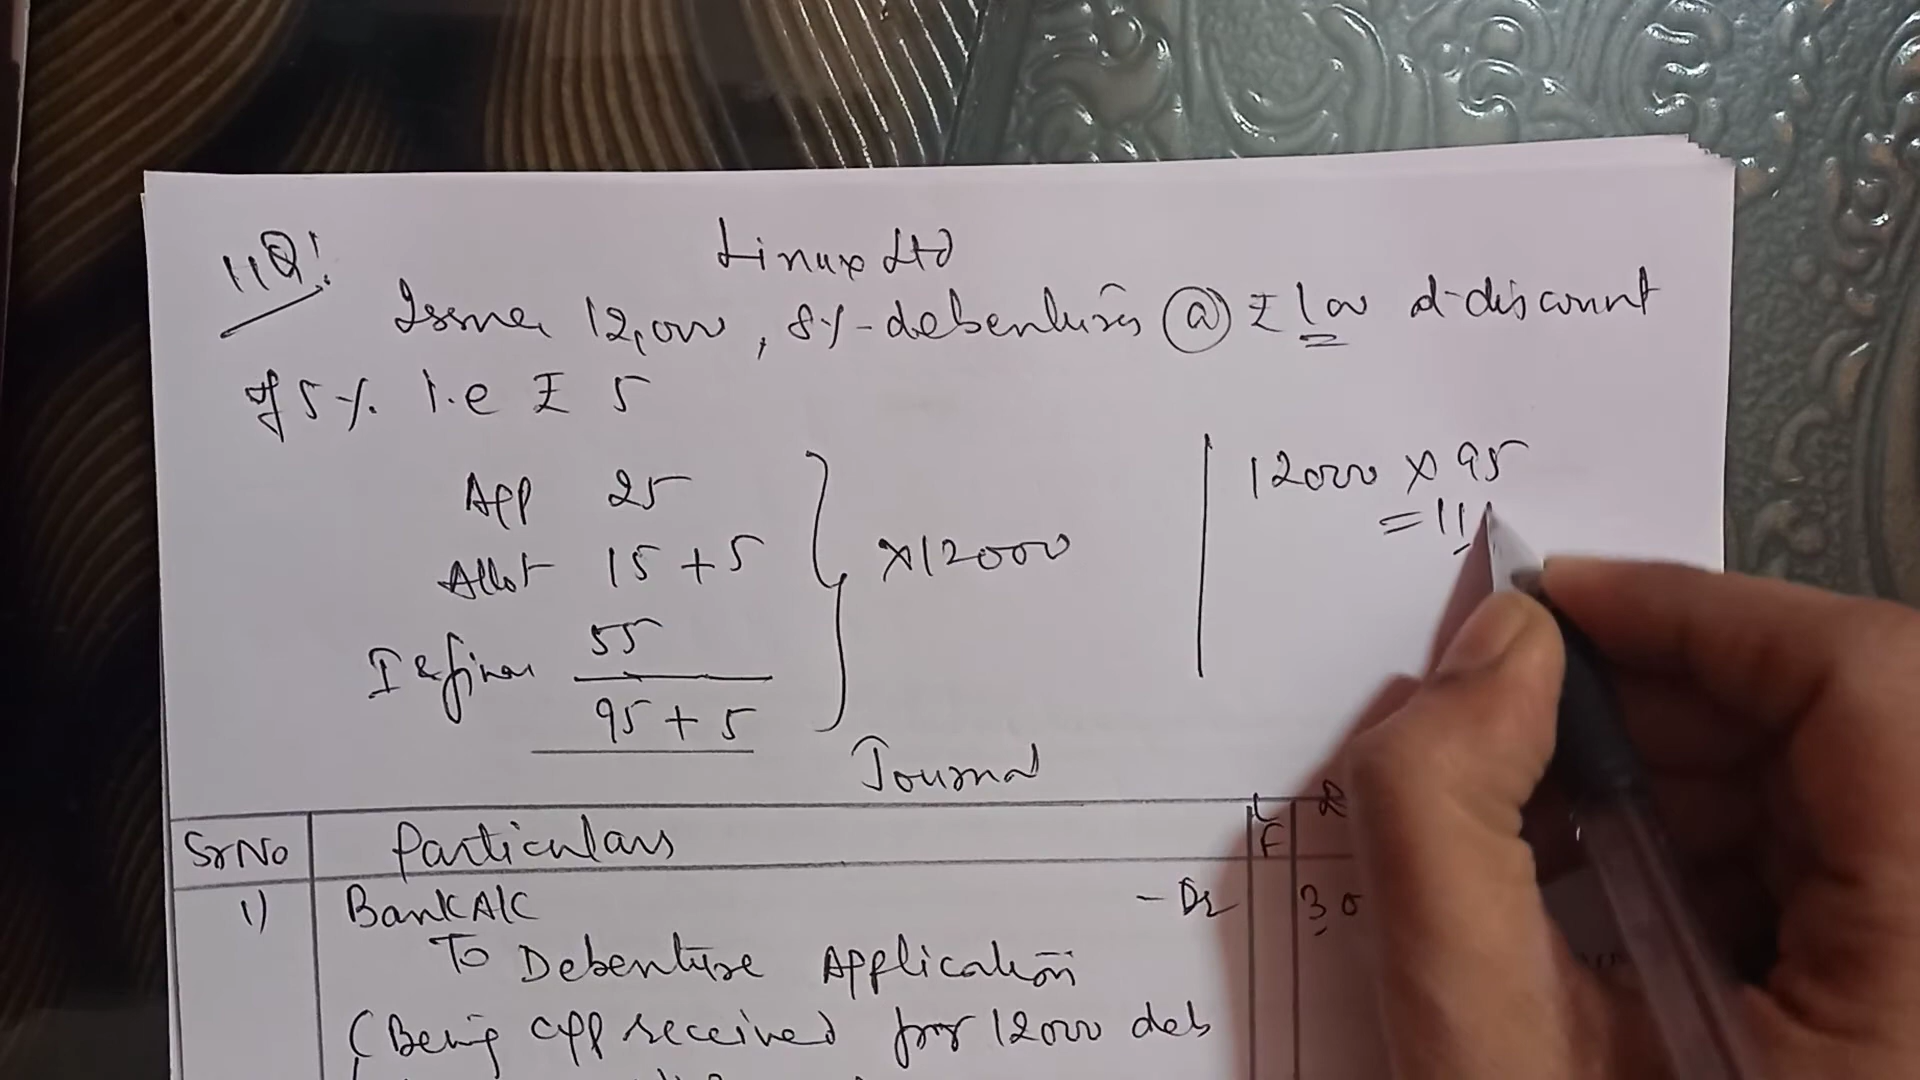 11Q!
Linux Ltd
Issue 12,000, 8%-debentures @ ₹ 100 at discount
of 5%. i.e ₹ 5
App 25
Allot 15 + 5
I & final 55
95 + 5
×12000
12000 × 95
= 11,
Journal
Sr No Particulars L F
1) Bank A/C - Dr 30
To Debenture Application
(Being app received for 12000 deb